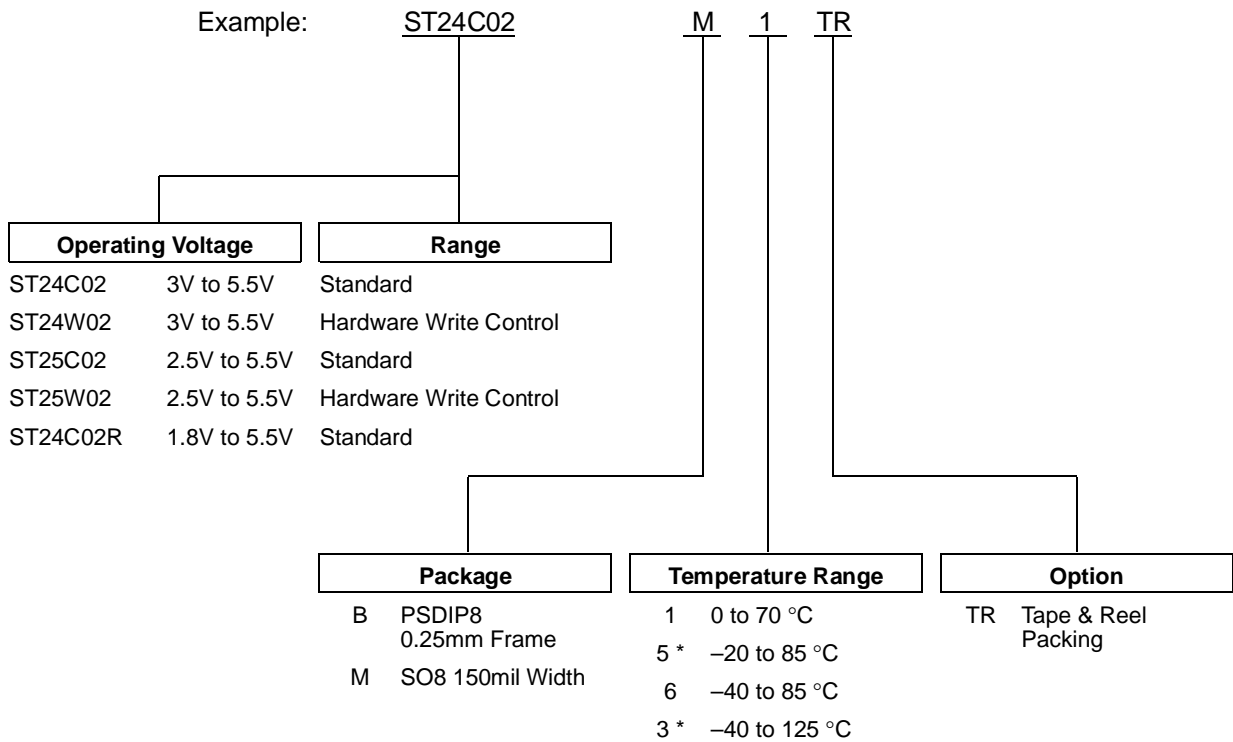 Example: ST24C02 M 1 TR
Operating Voltage Range
ST24C02 3V to 5.5V Standard
ST24W02 3V to 5.5V Hardware Write Control
ST25C02 2.5V to 5.5V Standard
ST25W02 2.5V to 5.5V Hardware Write Control
ST24C02R 1.8V to 5.5V Standard
Package
B PSDIP8
0.25mm Frame
M SO8 150mil Width
Temperature Range
1 0 to 70 °C
5 * –20 to 85 °C
6 –40 to 85 °C
3 * –40 to 125 °C
Option
TR Tape & Reel
Packing